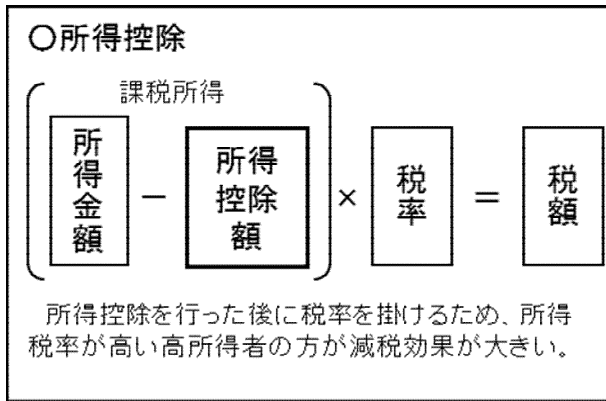 ○所得控除
課税所得
(所得金額 − 所得控除額) × 税率 = 税額
所得控除を行った後に税率を掛けるため、所得
税率が高い高所得者の方が減税効果が大きい。